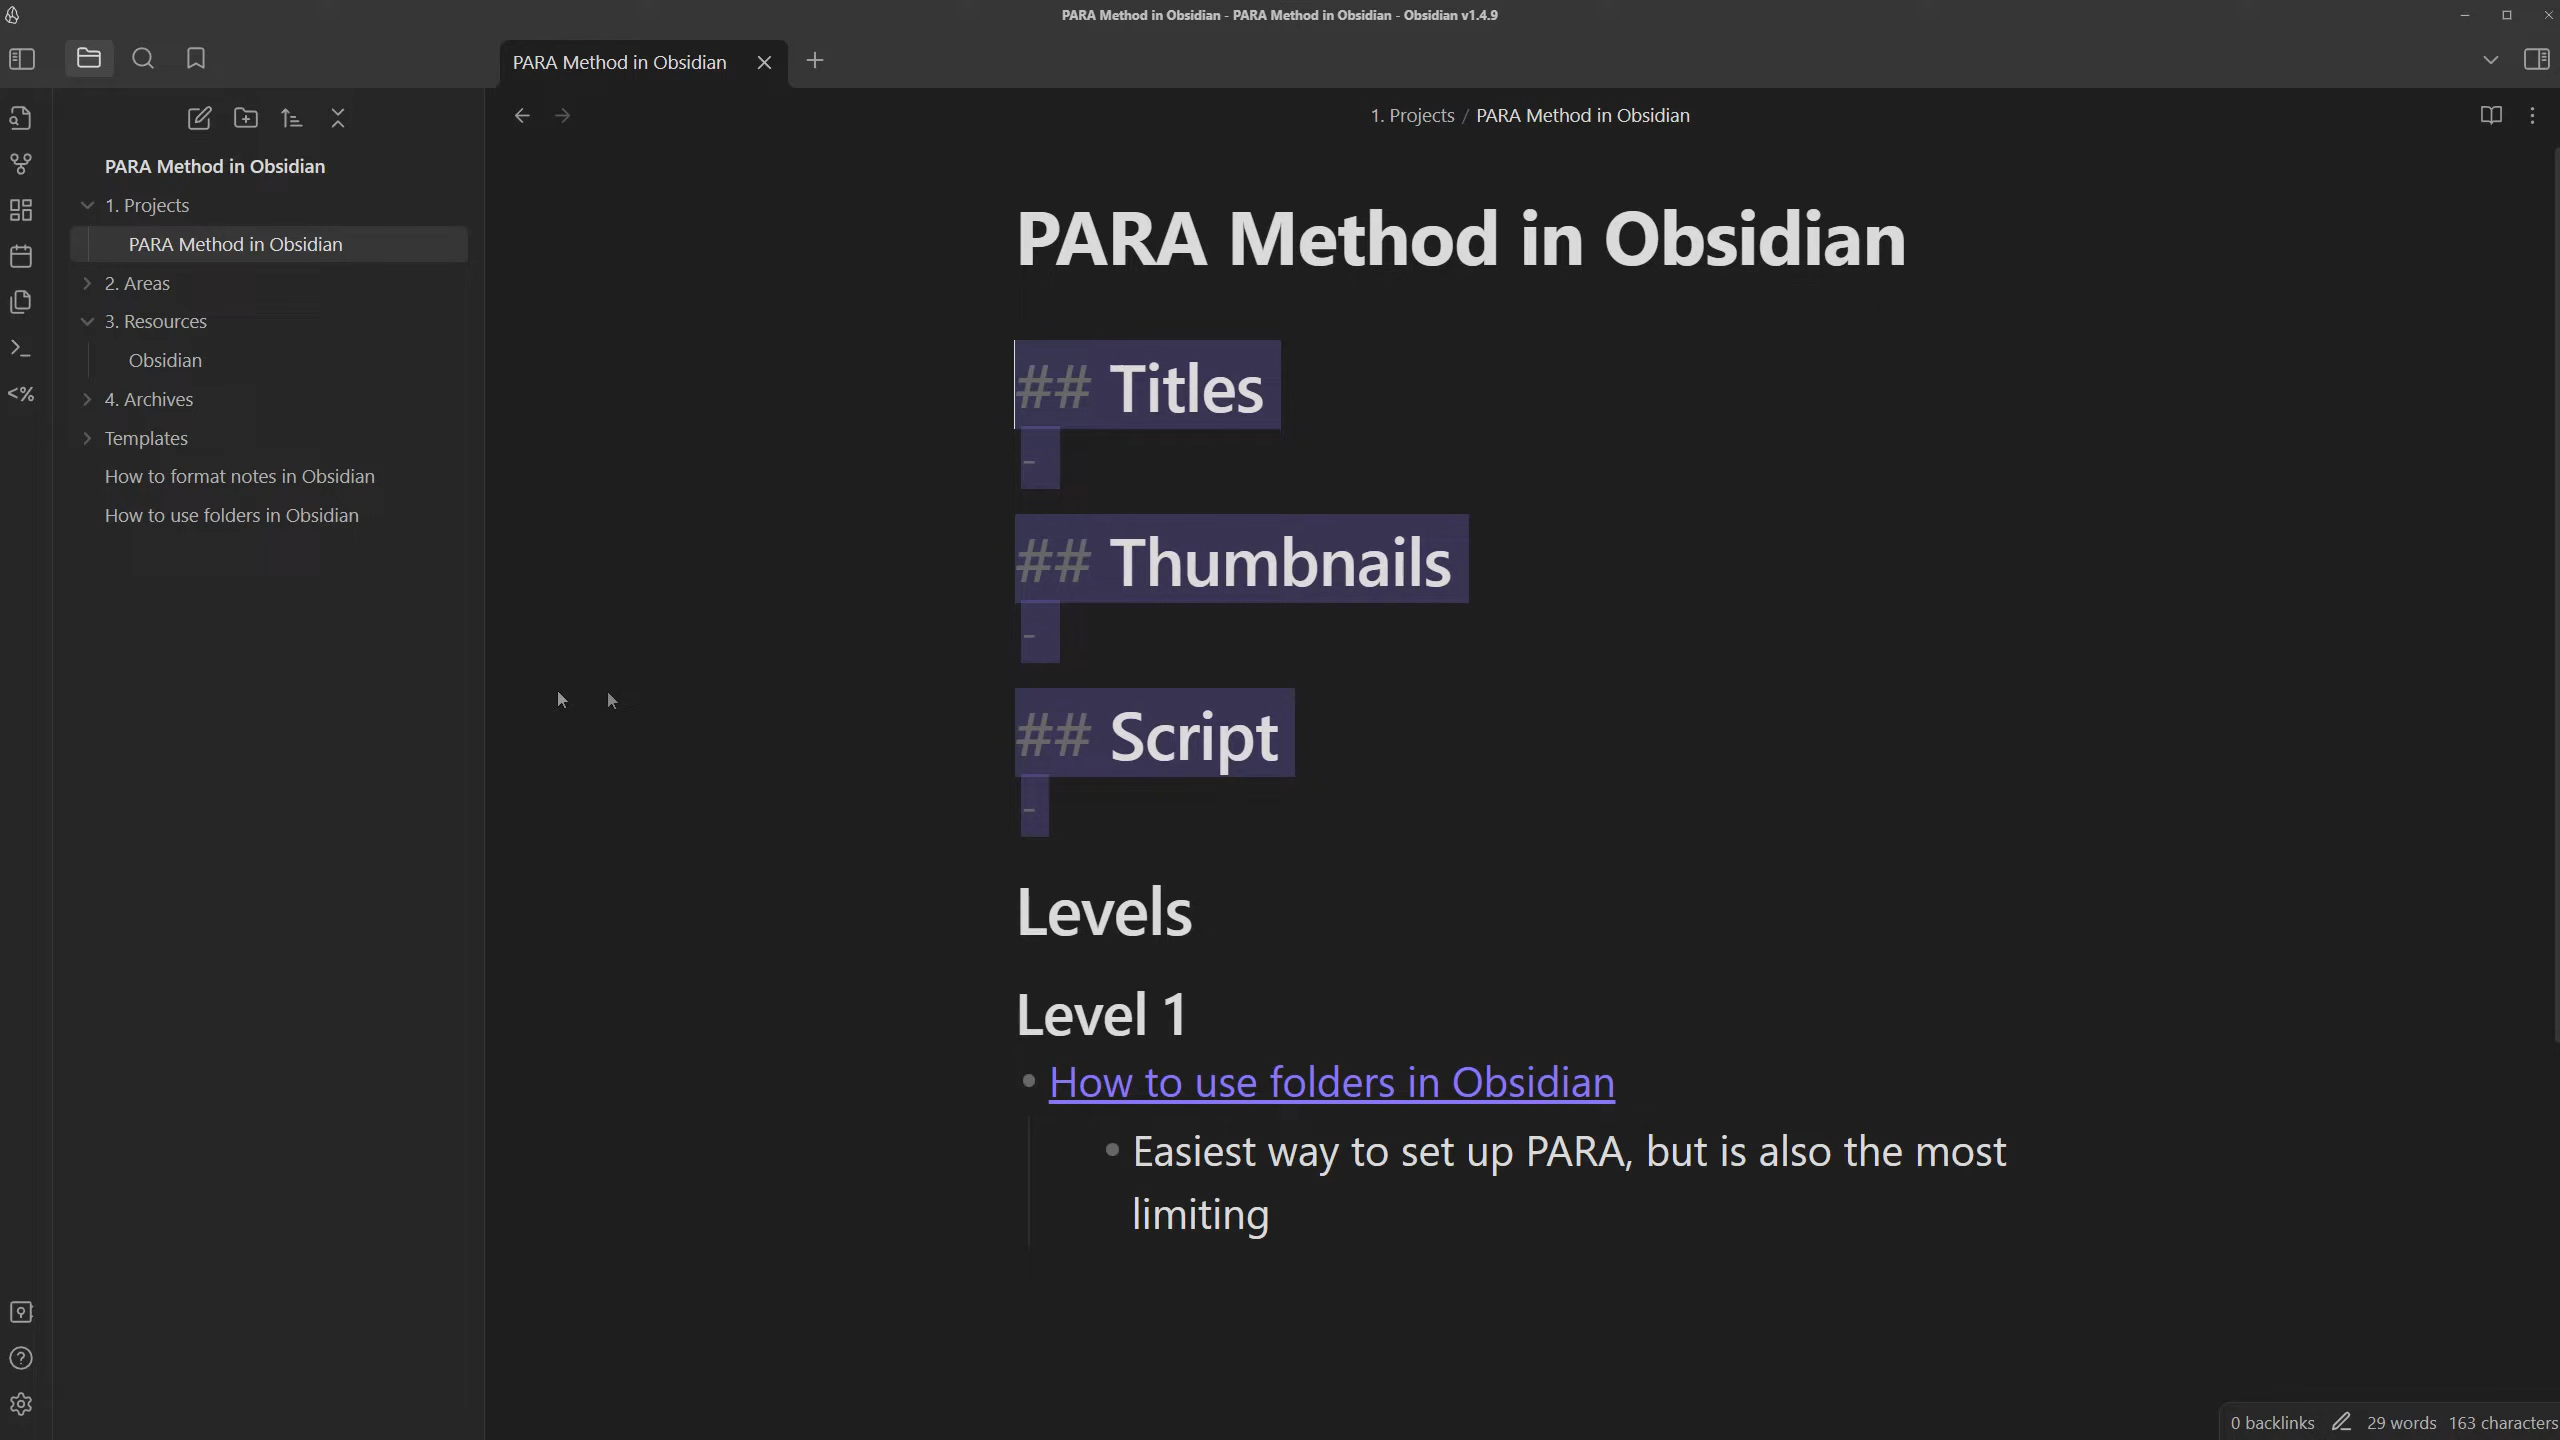 PARA Method in Obsidian - PARA Method in Obsidian - Obsidian v1.4.9
PARA Method in Obsidian
1. Projects / PARA Method in Obsidian
PARA Method in Obsidian
1. Projects
PARA Method in Obsidian
2. Areas
3. Resources
Obsidian
4. Archives
Templates
How to format notes in Obsidian
How to use folders in Obsidian
<%
PARA Method in Obsidian
## Titles
-
## Thumbnails
-
## Script
-
Levels
Level 1
How to use folders in Obsidian
Easiest way to set up PARA, but is also the most
limiting
0 backlinks 29 words 163 characters